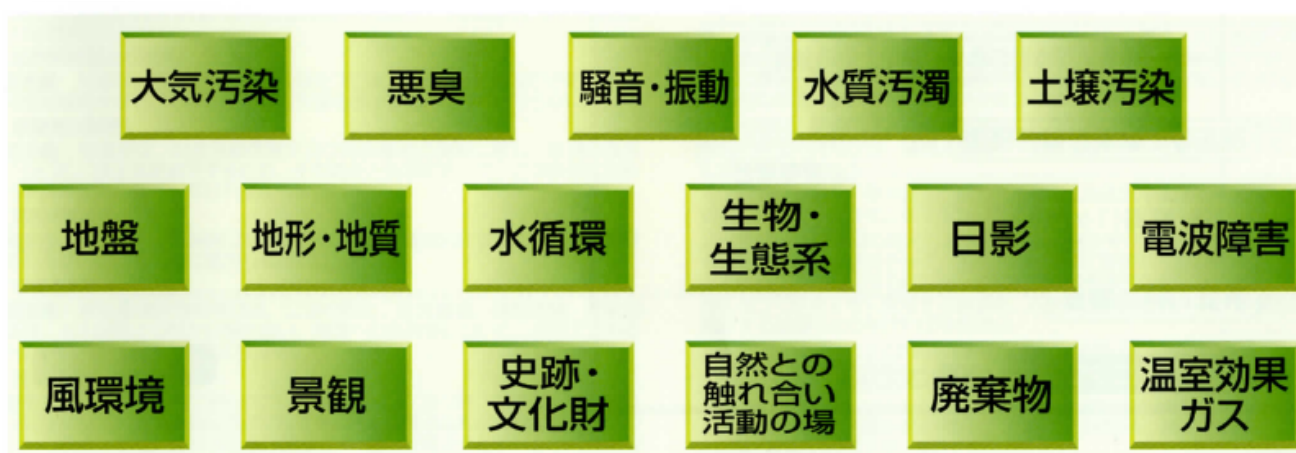 大気汚染
悪臭
騒音・振動
水質汚濁
土壌汚染
地盤
地形・地質
水循環
生物・
生態系
日影
電波障害
風環境
景観
史跡・
文化財
自然との
触れ合い
活動の場
廃棄物
温室効果
ガス